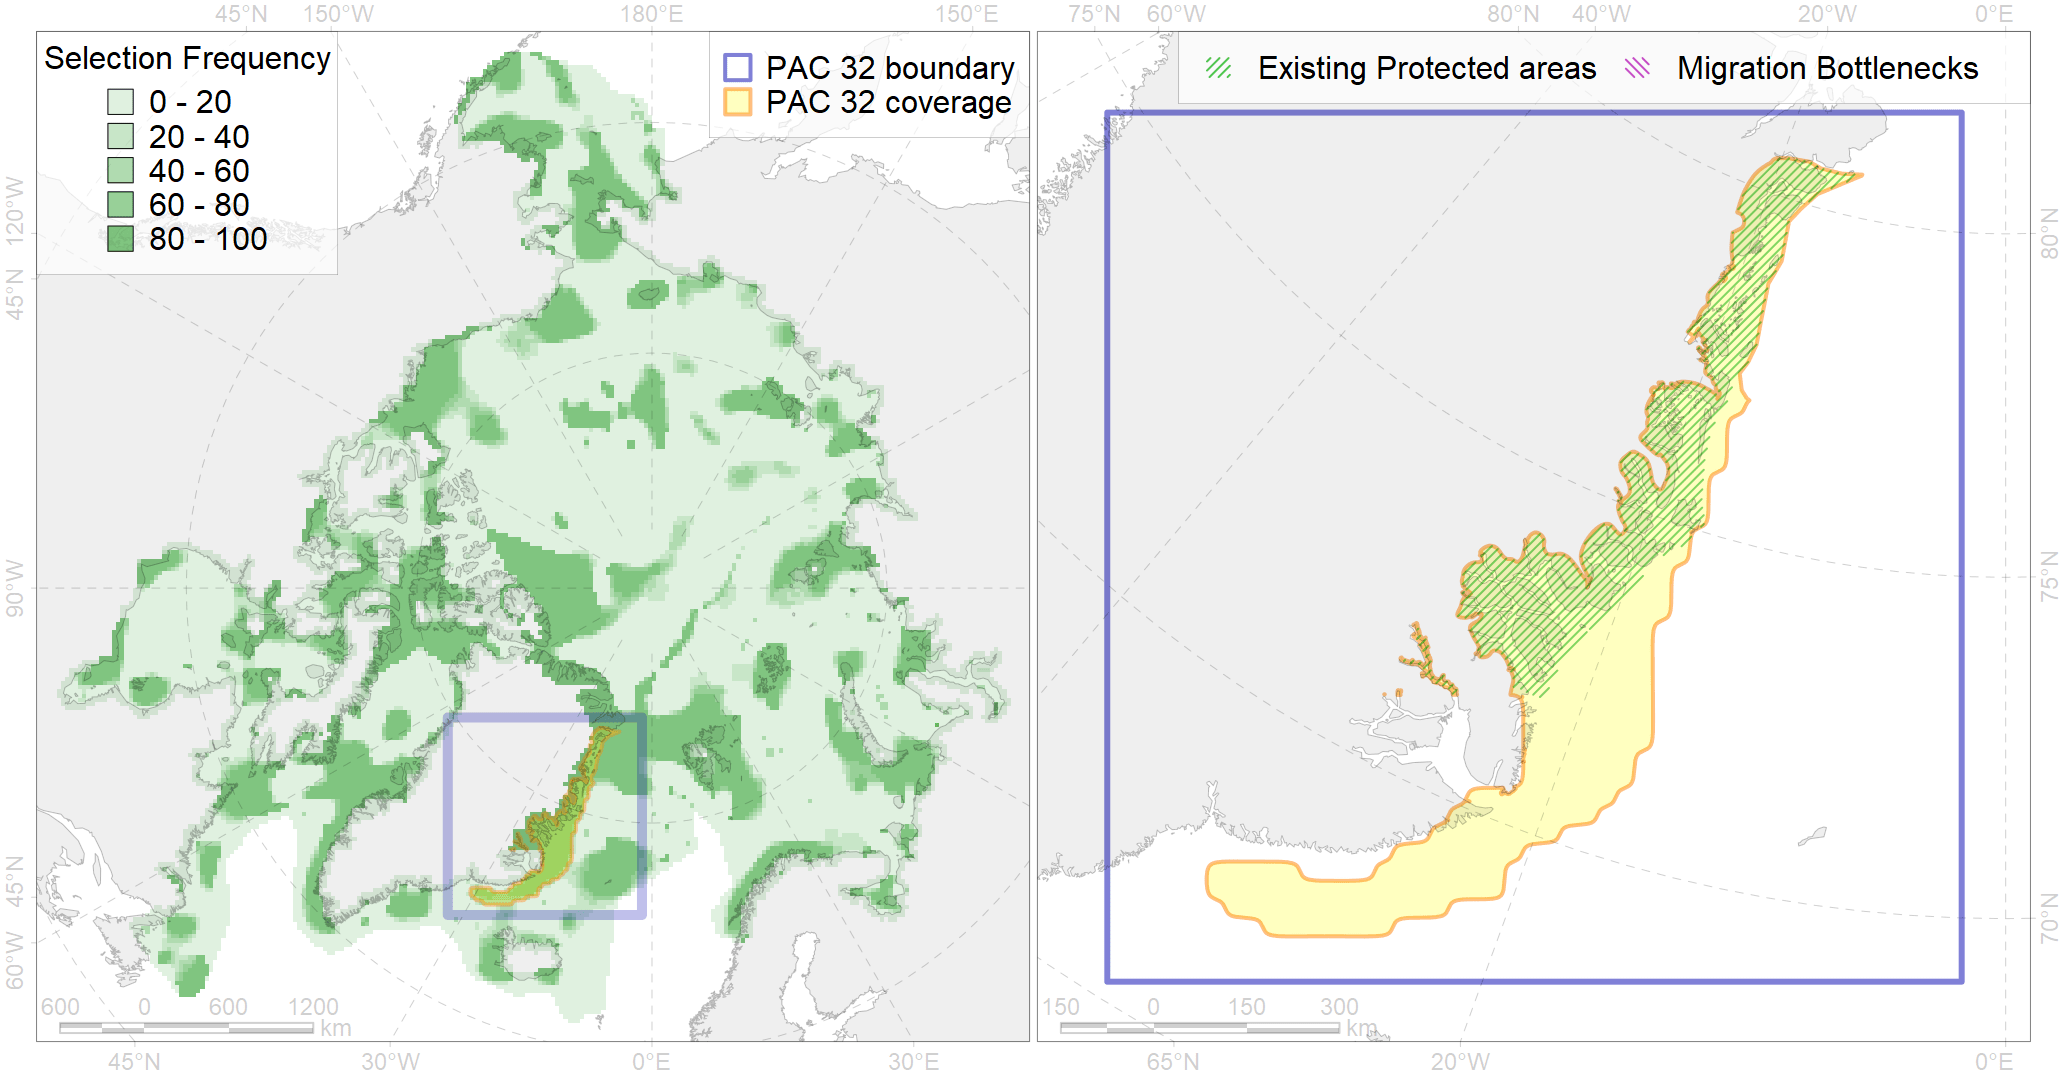 45°N 150°W 180°E 150°E 75°N 60°W 80°N 40°W 20°W 0°E
Selection Frequency
0 - 20
20 - 40
40 - 60
60 - 80
80 - 100
PAC 32 boundary
PAC 32 coverage
Existing Protected areas Migration Bottlenecks
120°W
45°N
90°W
45°N
60°W
80°N
75°N
70°N
600 0 600 1200
km
150 0 150 300
km
45°N 30°W 0°E 30°E 65°N 20°W 0°E